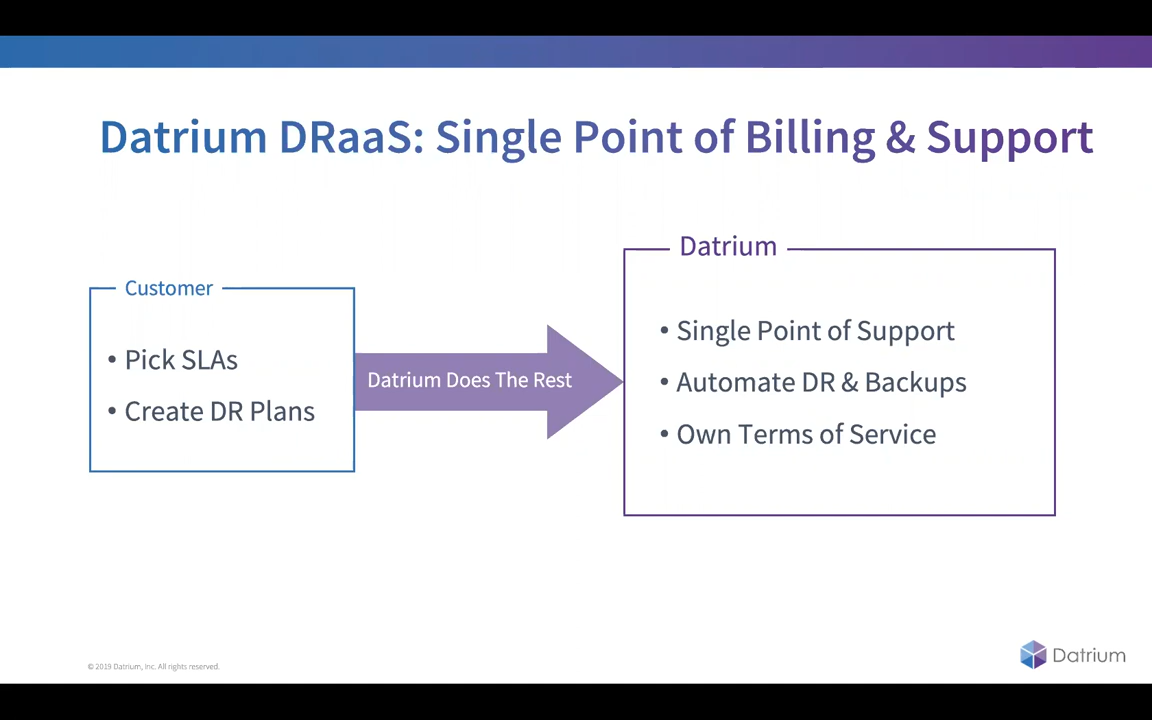 Datrium DRaaS: Single Point of Billing & Support
Customer
• Pick SLAs
• Create DR Plans
Datrium Does The Rest
Datrium
• Single Point of Support
• Automate DR & Backups
• Own Terms of Service
© 2019 Datrium, Inc. All rights reserved.
Datrium